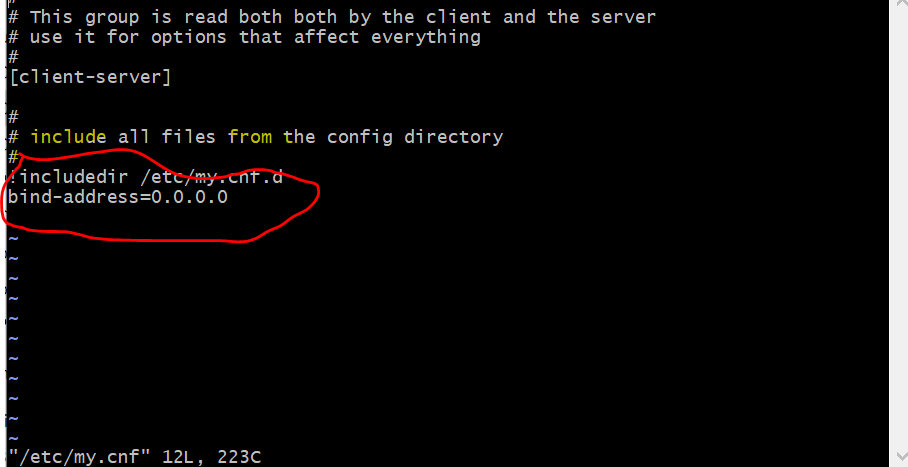 #
# This group is read both both by the client and the server
# use it for options that affect everything
#
[client-server]
#
# include all files from the config directory
#
!includedir /etc/my.cnf.d
bind-address=0.0.0.0
~
~
~
~
~
~
~
~
~
~
~
"/etc/my.cnf" 12L, 223C